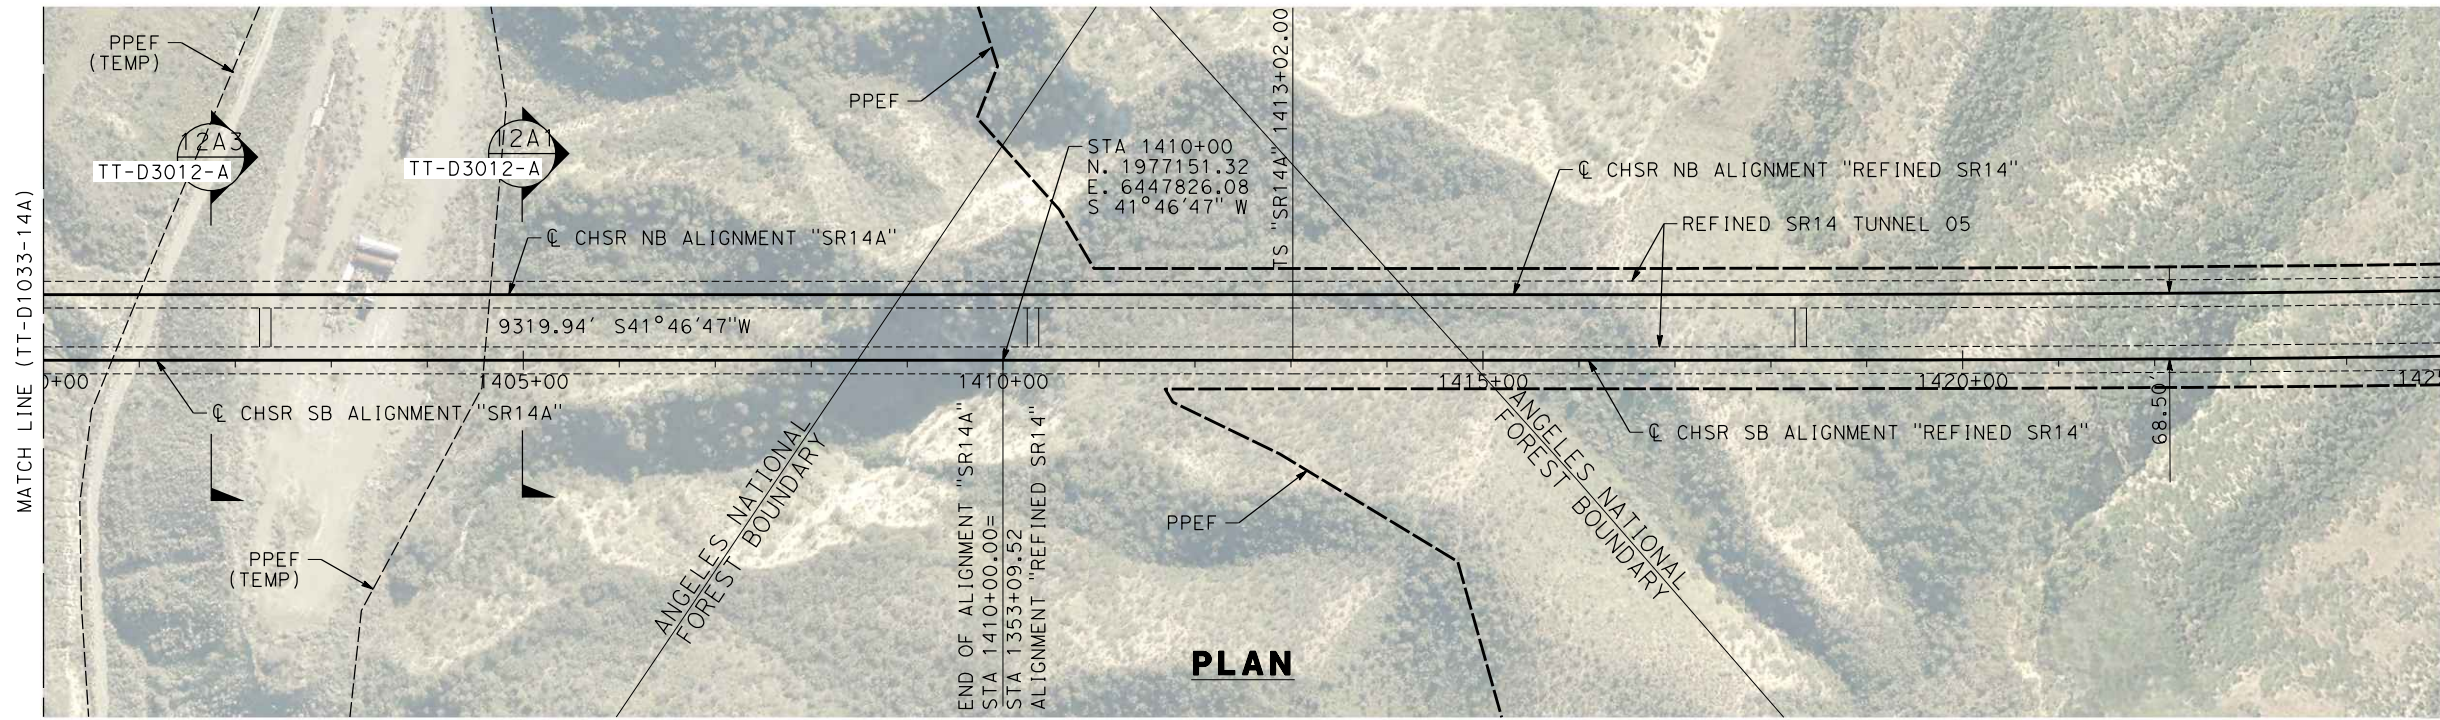 MATCH LINE (TT-D1033-14A)
PPEF
(TEMP)
12A3
TT-D3012-A
12A1
TT-D3012-A
PPEF
STA 1410+00
N. 1977151.32
E. 6447826.08
S 41°46'47" W
TS "SR14A" 1413+02.00
℄ CHSR NB ALIGNMENT "REFINED SR14"
REFINED SR14 TUNNEL 05
℄ CHSR NB ALIGNMENT "SR14A"
9319.94' S41°46'47"W
0+00
1405+00
1410+00
1415+00
1420+00
1425
℄ CHSR SB ALIGNMENT "SR14A"
℄ CHSR SB ALIGNMENT "REFINED SR14"
68.50'
ANGELES NATIONAL
FOREST BOUNDARY
END OF ALIGNMENT "SR14A"
STA 1410+00.00=
STA 1353+09.52
ALIGNMENT "REFINED SR14"
ANGELES NATIONAL
FOREST BOUNDARY
PPEF
PPEF
(TEMP)
PLAN